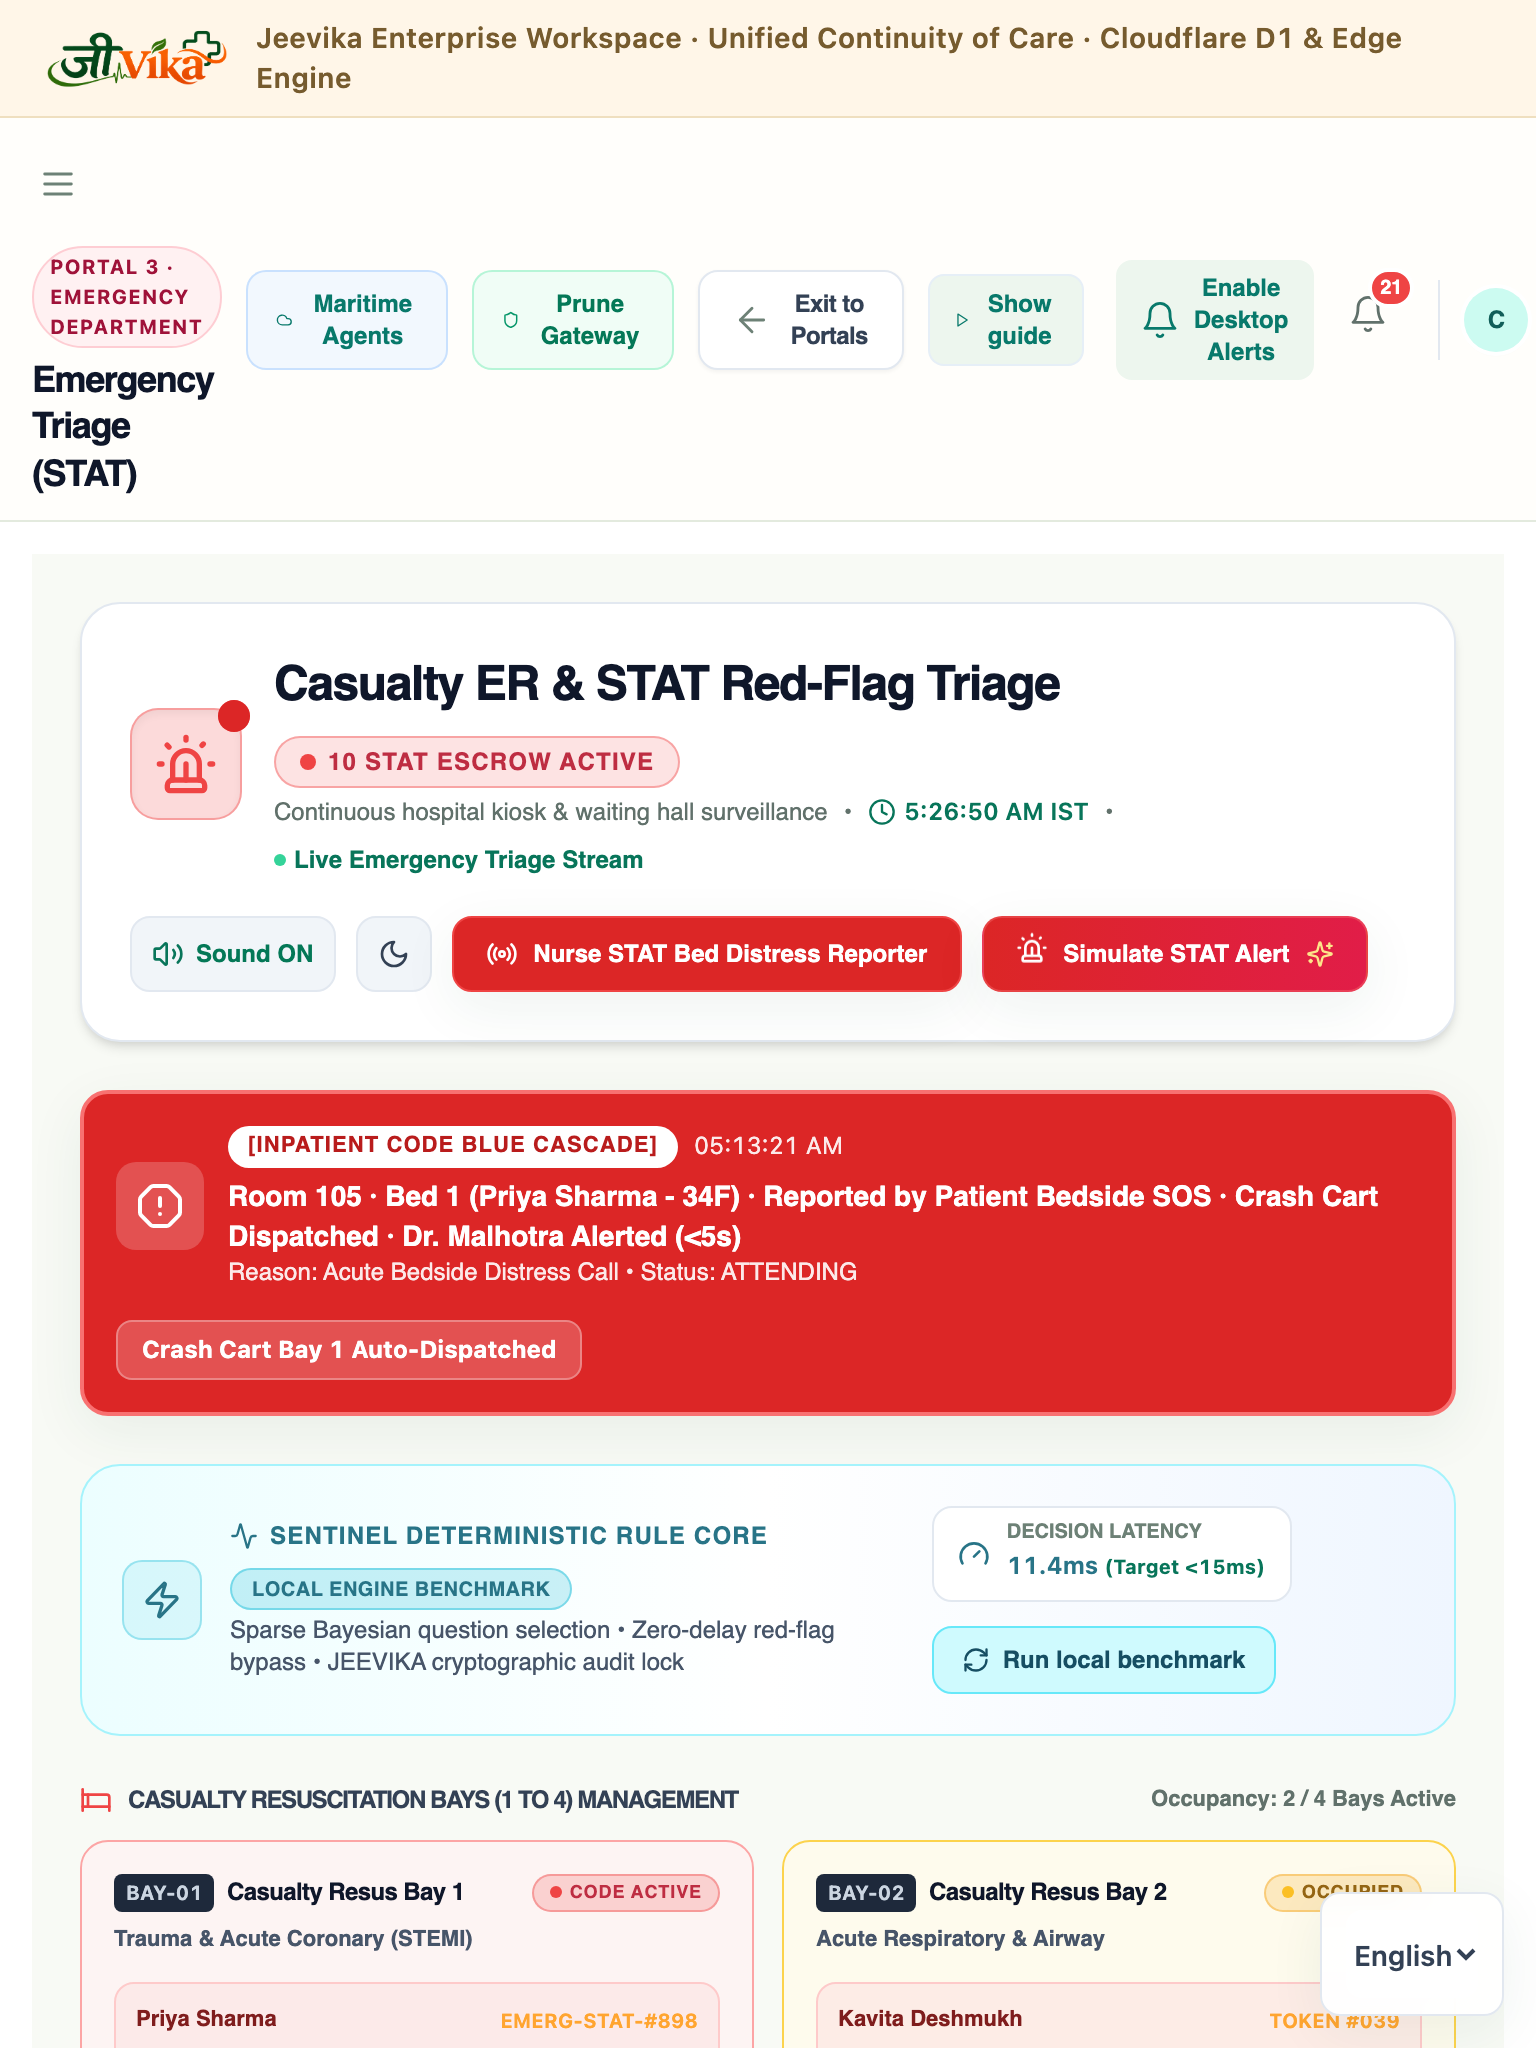 जीvika
Jeevika Enterprise Workspace · Unified Continuity of Care · Cloudflare D1 & Edge
Engine
PORTAL 3 ·
EMERGENCY
DEPARTMENT
Emergency
Triage
(STAT)
Maritime
Agents
Prune
Gateway
Exit to
Portals
Show
guide
Enable
Desktop
Alerts
21
C
Casualty ER & STAT Red-Flag Triage
10 STAT ESCROW ACTIVE
Continuous hospital kiosk & waiting hall surveillance • 5:26:50 AM IST •
Live Emergency Triage Stream
Sound ON
Nurse STAT Bed Distress Reporter
Simulate STAT Alert
[INPATIENT CODE BLUE CASCADE] 05:13:21 AM
Room 105 · Bed 1 (Priya Sharma - 34F) · Reported by Patient Bedside SOS · Crash Cart
Dispatched · Dr. Malhotra Alerted (<5s)
Reason: Acute Bedside Distress Call • Status: ATTENDING
Crash Cart Bay 1 Auto-Dispatched
SENTINEL DETERMINISTIC RULE CORE
LOCAL ENGINE BENCHMARK
Sparse Bayesian question selection • Zero-delay red-flag
bypass • JEEVIKA cryptographic audit lock
DECISION LATENCY
11.4ms (Target <15ms)
Run local benchmark
CASUALTY RESUSCITATION BAYS (1 TO 4) MANAGEMENT
Occupancy: 2 / 4 Bays Active
BAY-01 Casualty Resus Bay 1 CODE ACTIVE
Trauma & Acute Coronary (STEMI)
Priya Sharma EMERG-STAT-#898
BAY-02 Casualty Resus Bay 2 OCCUPIED
Acute Respiratory & Airway
Kavita Deshmukh TOKEN #039
English